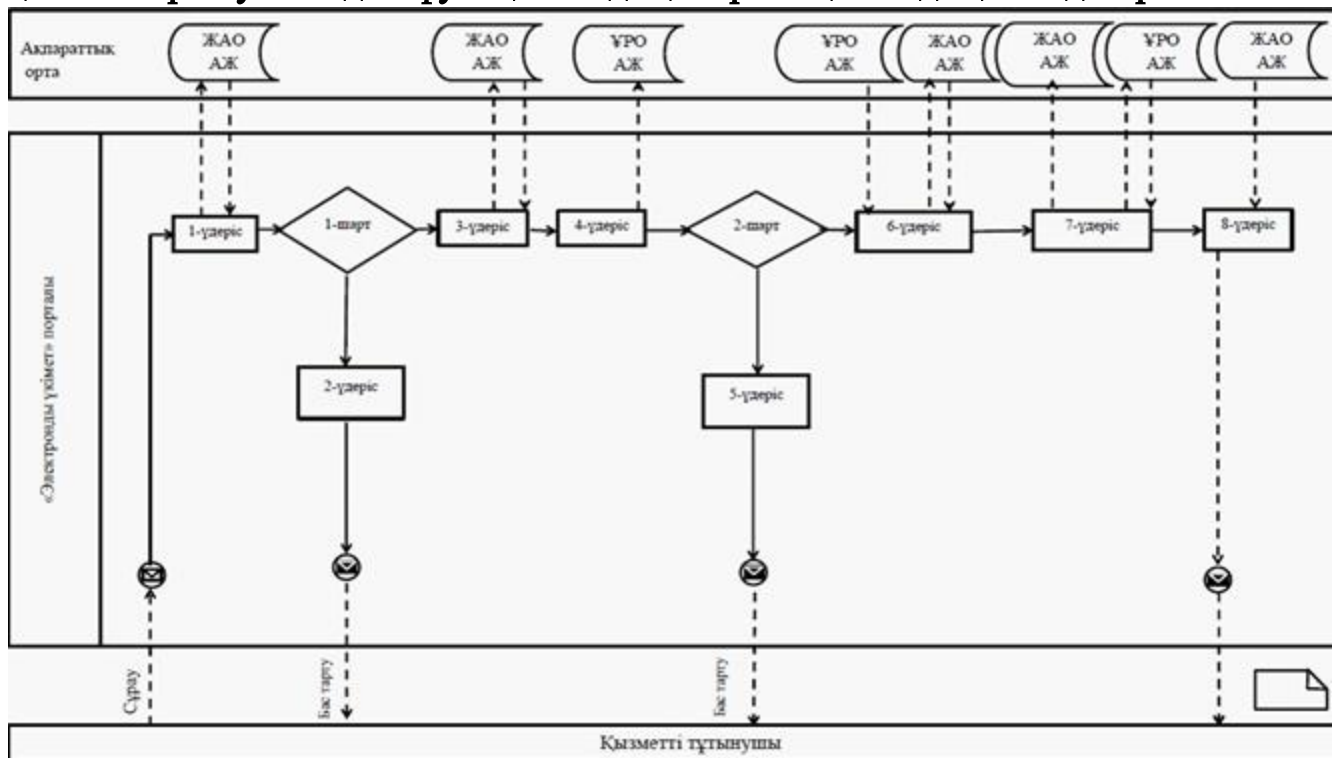 Ақпараттық
орта
ЖАО
АЖ
ЖАО
АЖ
ҰРО
АЖ
ҰРО
АЖ
ЖАО
АЖ
ЖАО
АЖ
ҰРО
АЖ
ЖАО
АЖ
«Электронды үкімет» порталы
1-үдеріс
1-шарт
3-үдеріс
4-үдеріс
2-шарт
6-үдеріс
7-үдеріс
8-үдеріс
2-үдеріс
5-үдеріс
Сұрау
Бас тарту
Бас тарту
Қызметті тұтынушы